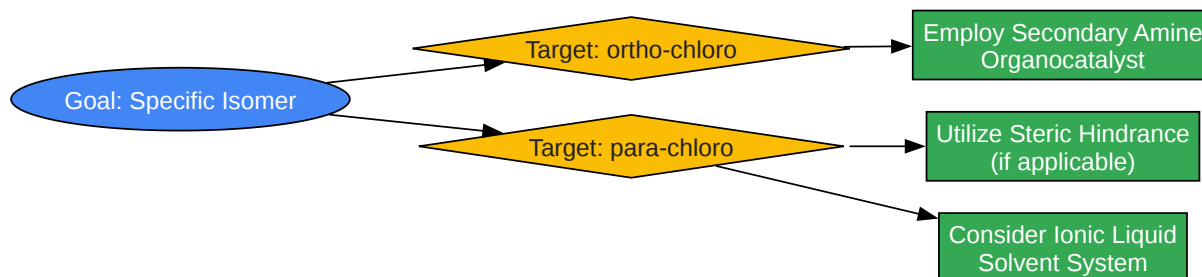 Goal: Specific Isomer
Target: ortho-chloro
Employ Secondary Amine
Organocatalyst
Target: para-chloro
Utilize Steric Hindrance
(if applicable)
Consider Ionic Liquid
Solvent System